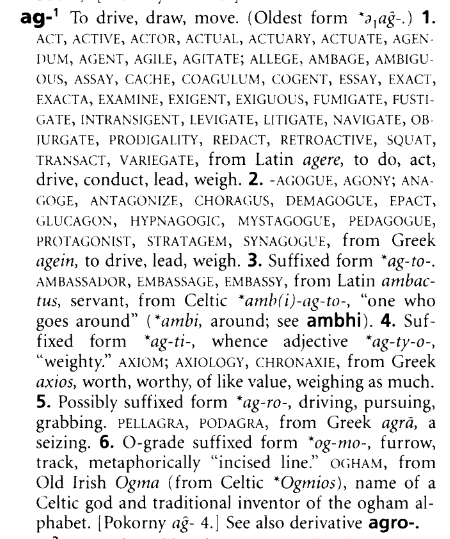 ag-¹ To drive, draw, move. (Oldest form *ə₁aĝ-.) 1.
ACT, ACTIVE, ACTOR, ACTUAL, ACTUARY, ACTUATE, AGEN-
DUM, AGENT, AGILE, AGITATE; ALLEGE, AMBAGE, AMBIGU-
OUS, ASSAY, CACHE, COAGULUM, COGENT, ESSAY, EXACT,
EXACTA, EXAMINE, EXIGENT, EXIGUOUS, FUMIGATE, FUSTI-
GATE, INTRANSIGENT, LEVIGATE, LITIGATE, NAVIGATE, OB-
JURGATE, PRODIGALITY, REDACT, RETROACTIVE, SQUAT,
TRANSACT, VARIEGATE, from Latin agere, to do, act,
drive, conduct, lead, weigh. 2. -AGOGUE, AGONY; ANA-
GOGE, ANTAGONIZE, CHORAGUS, DEMAGOGUE, EPACT,
GLUCAGON, HYPNAGOGIC, MYSTAGOGUE, PEDAGOGUE,
PROTAGONIST, STRATAGEM, SYNAGOGUE, from Greek
agein, to drive, lead, weigh. 3. Suffixed form *ag-to-.
AMBASSADOR, EMBASSAGE, EMBASSY, from Latin ambac-
tus, servant, from Celtic *amb(i)-ag-to-, “one who
goes around” (*ambi, around; see ambhi). 4. Suf-
fixed form *ag-ti-, whence adjective *ag-ty-o-,
“weighty.” AXIOM; AXIOLOGY, CHRONAXIE, from Greek
axios, worth, worthy, of like value, weighing as much.
5. Possibly suffixed form *ag-ro-, driving, pursuing,
grabbing. PELLAGRA, PODAGRA, from Greek agrā, a
seizing. 6. O-grade suffixed form *og-mo-, furrow,
track, metaphorically “incised line.” OGHAM, from
Old Irish Ogma (from Celtic *Ogmios), name of a
Celtic god and traditional inventor of the ogham al-
phabet. [Pokorny aĝ- 4.] See also derivative agro-.